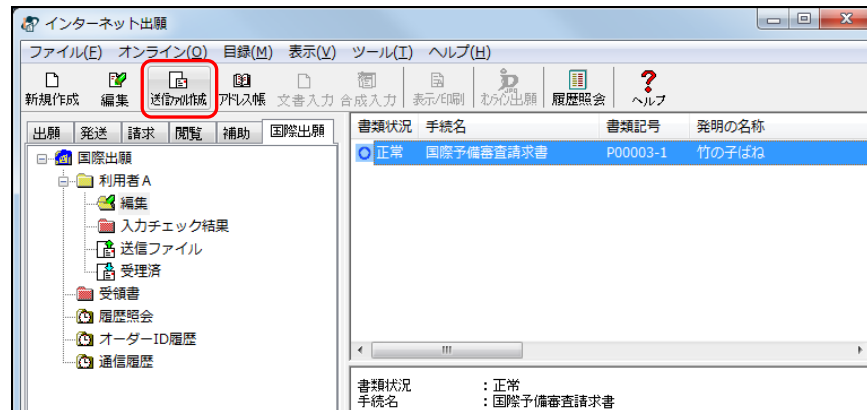 インターネット出願
ファイル(F) オンライン(O) 目録(M) 表示(V) ツール(T) ヘルプ(H)
新規作成 編集 送信ファイル作成 アドレス帳 文書入力 合成入力 表示/印刷 オンライン出願 履歴照会 ヘルプ
出願 発送 請求 閲覧 補助 国際出願
書類状況 手続名 書類記号 発明の名称
正常 国際予備審査請求書 P00003-1 竹の子ばね
国際出願
利用者A
編集
入力チェック結果
送信ファイル
受理済
受領書
履歴照会
オーダーID履歴
通信履歴
書類状況 :正常
手続名 :国際予備審査請求書